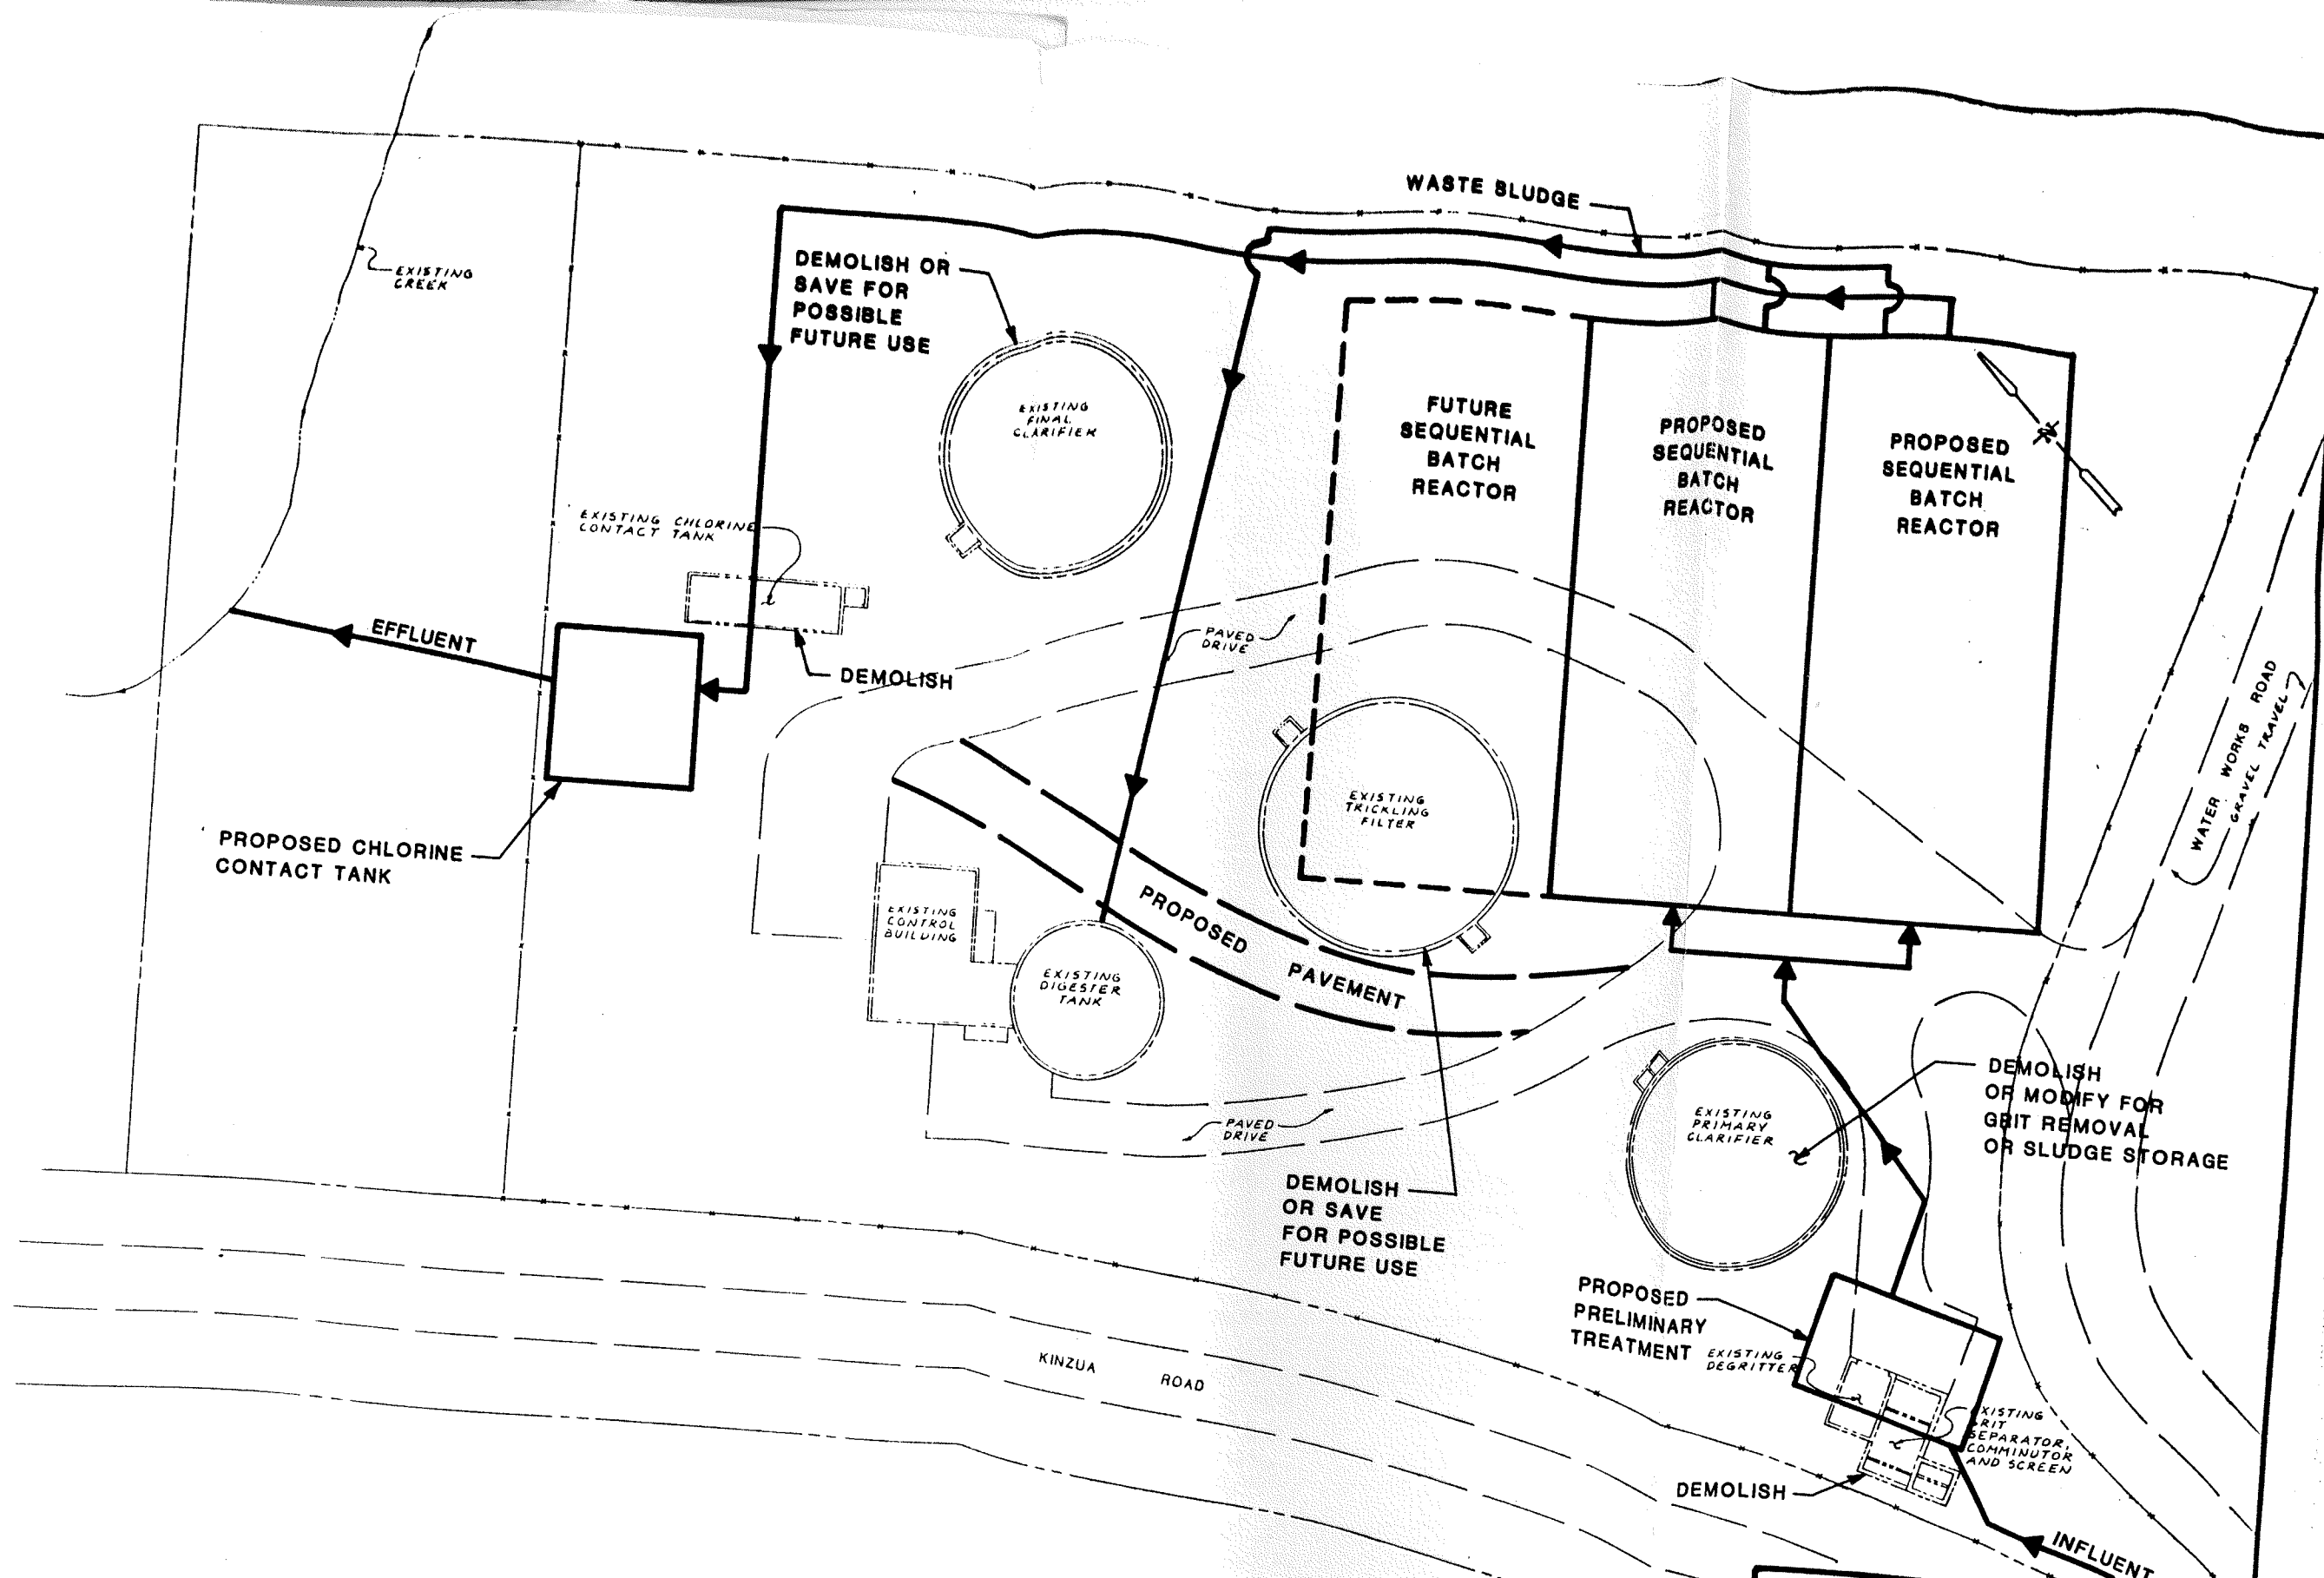 WASTE SLUDGE
DEMOLISH OR
SAVE FOR
POSSIBLE
FUTURE USE
EXISTING
CREEK
EXISTING
FINAL
CLARIFIER
FUTURE
SEQUENTIAL
BATCH
REACTOR
PROPOSED
SEQUENTIAL
BATCH
REACTOR
PROPOSED
SEQUENTIAL
BATCH
REACTOR
EXISTING CHLORINE
CONTACT TANK
EFFLUENT
DEMOLISH
PAVED
DRIVE
WATER WORKS ROAD
GRAVEL TRAVEL
EXISTING
TRICKLING
FILTER
PROPOSED CHLORINE
CONTACT TANK
EXISTING
CONTROL
BUILDING
PROPOSED PAVEMENT
EXISTING
DIGESTER
TANK
DEMOLISH
OR MODIFY FOR
GRIT REMOVAL
OR SLUDGE STORAGE
EXISTING
PRIMARY
CLARIFIER
PAVED
DRIVE
DEMOLISH
OR SAVE
FOR POSSIBLE
FUTURE USE
PROPOSED
PRELIMINARY
TREATMENT
EXISTING
DEGRITTER
KINZUA ROAD
EXISTING
GRIT
SEPARATOR,
COMMINUTOR
AND SCREEN
DEMOLISH
INFLUENT